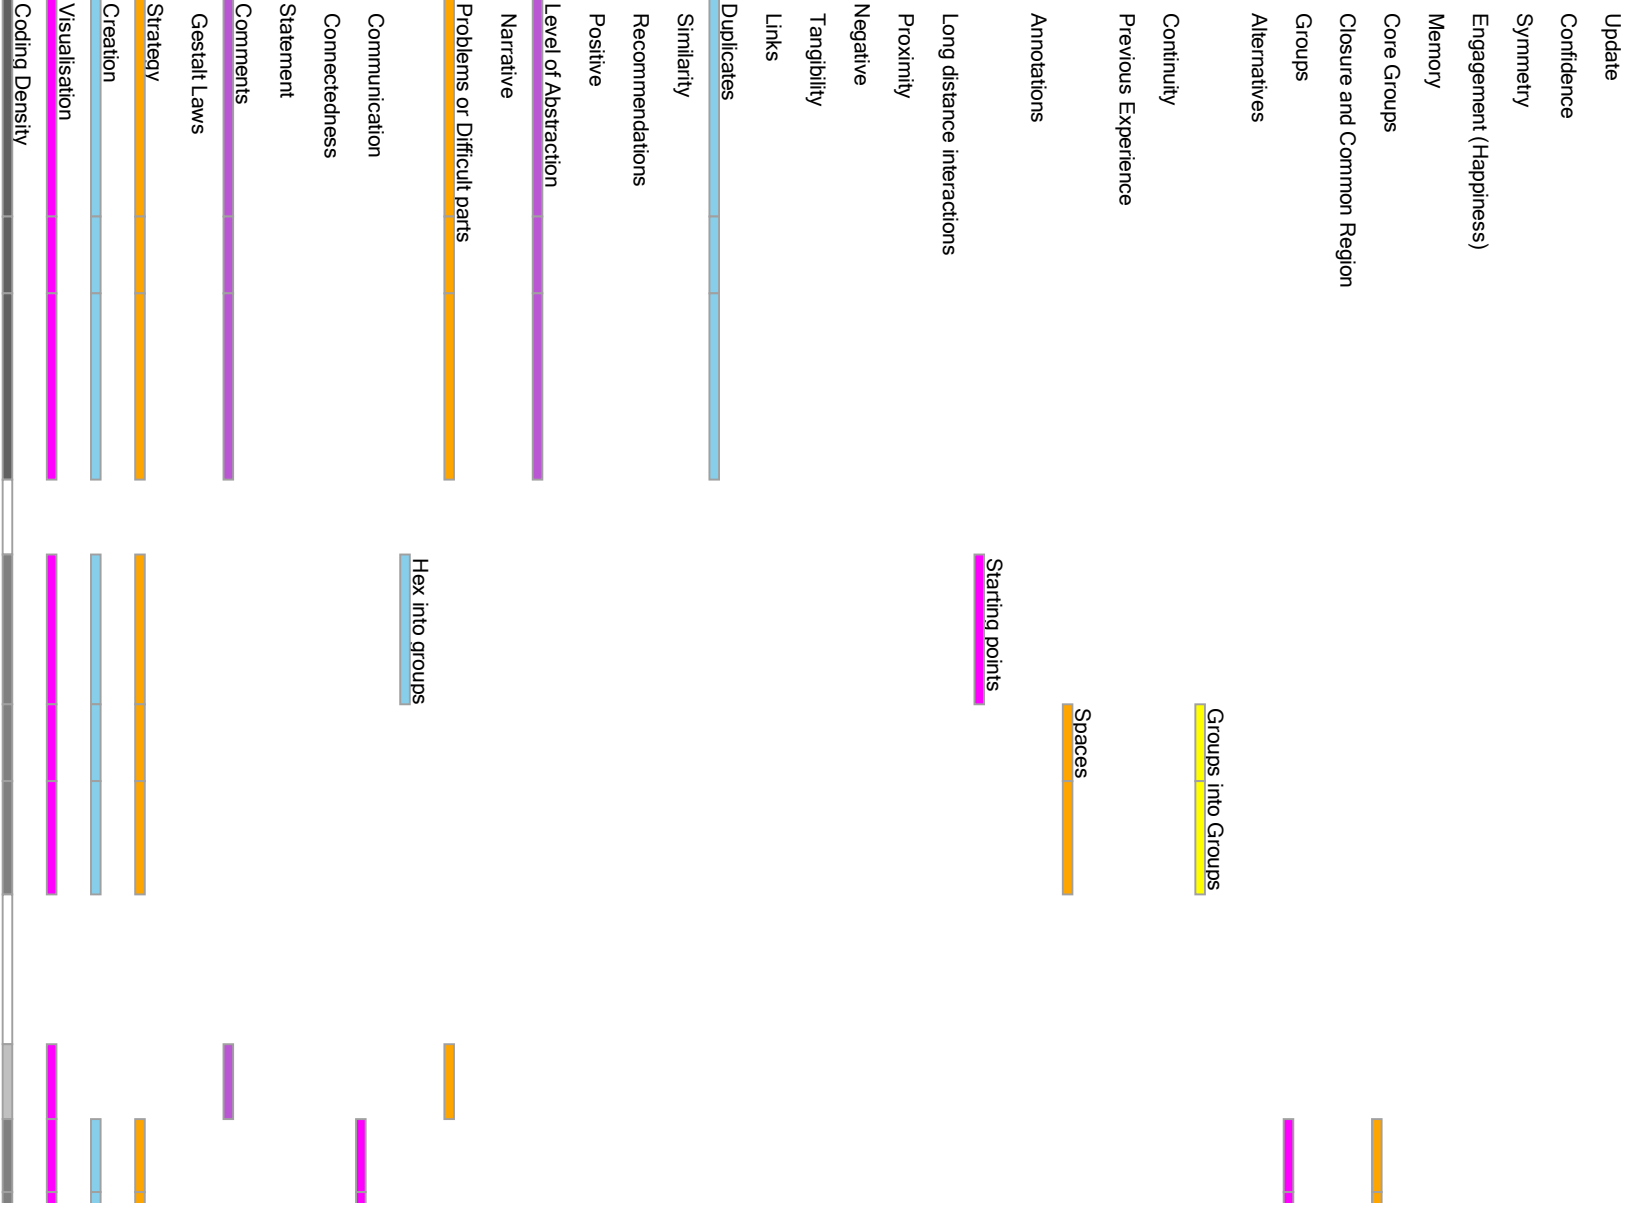 Coding Density
Visualisation
Creation
Strategy
Gestalt Laws
Comments
Statement
Connectedness
Communication
Hex into groups
Problems or Difficult parts
Narrative
Level of Abstraction
Positive
Recommendations
Similarity
Duplicates
Links
Tangibility
Negative
Proximity
Long distance interactions
Starting points
Annotations
Spaces
Previous Experience
Continuity
Groups into Groups
Alternatives
Groups
Closure and Common Region
Core Groups
Memory
Engagement (Happiness)
Symmetry
Confidence
Update